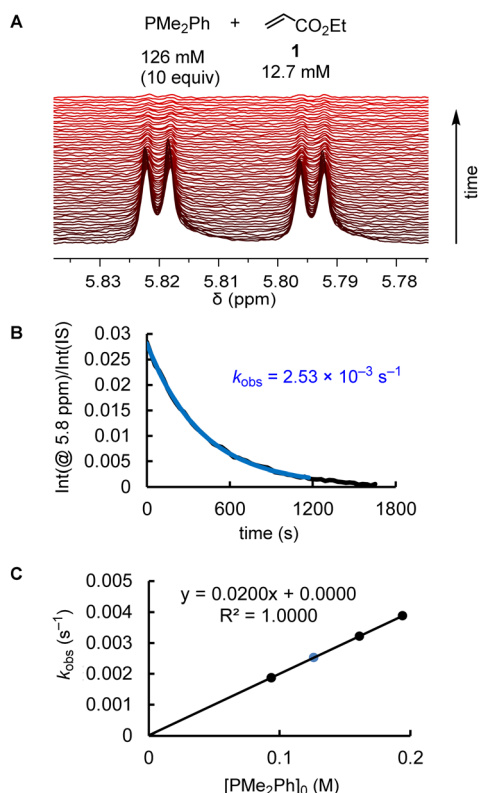 A
PMe₂Ph + CO₂Et
1
126 mM
(10 equiv)
12.7 mM
time
5.83 5.82 5.81 5.80 5.79 5.78
δ (ppm)
B
Int(@ 5.8 ppm)/Int(IS)
0.03
0.025
0.02
0.015
0.01
0.005
0
k_obs = 2.53 × 10⁻³ s⁻¹
0 600 1200 1800
time (s)
C
k_obs (s⁻¹)
0.005
0.004
0.003
0.002
0.001
0
y = 0.0200x + 0.0000
R² = 1.0000
0 0.1 0.2
[PMe₂Ph]₀ (M)